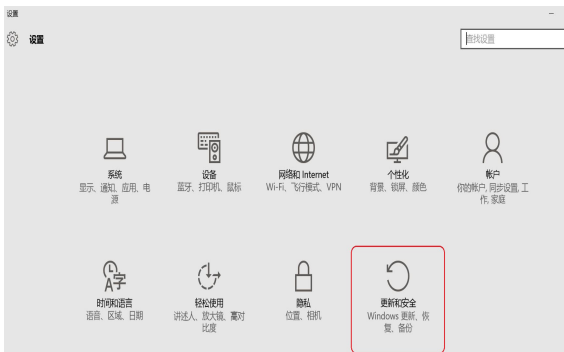 设置
设置
查找设置
系统
显示、通知、应用、电
源
设备
蓝牙、打印机、鼠标
网络和 Internet
Wi-Fi、飞行模式、VPN
个性化
背景、锁屏、颜色
帐户
你的帐户, 同步设置, 工
作, 家庭
时间和语言
语音、区域、日期
轻松使用
讲述人、放大镜、高对
比度
隐私
位置、相机
更新和安全
Windows 更新、恢
复、备份